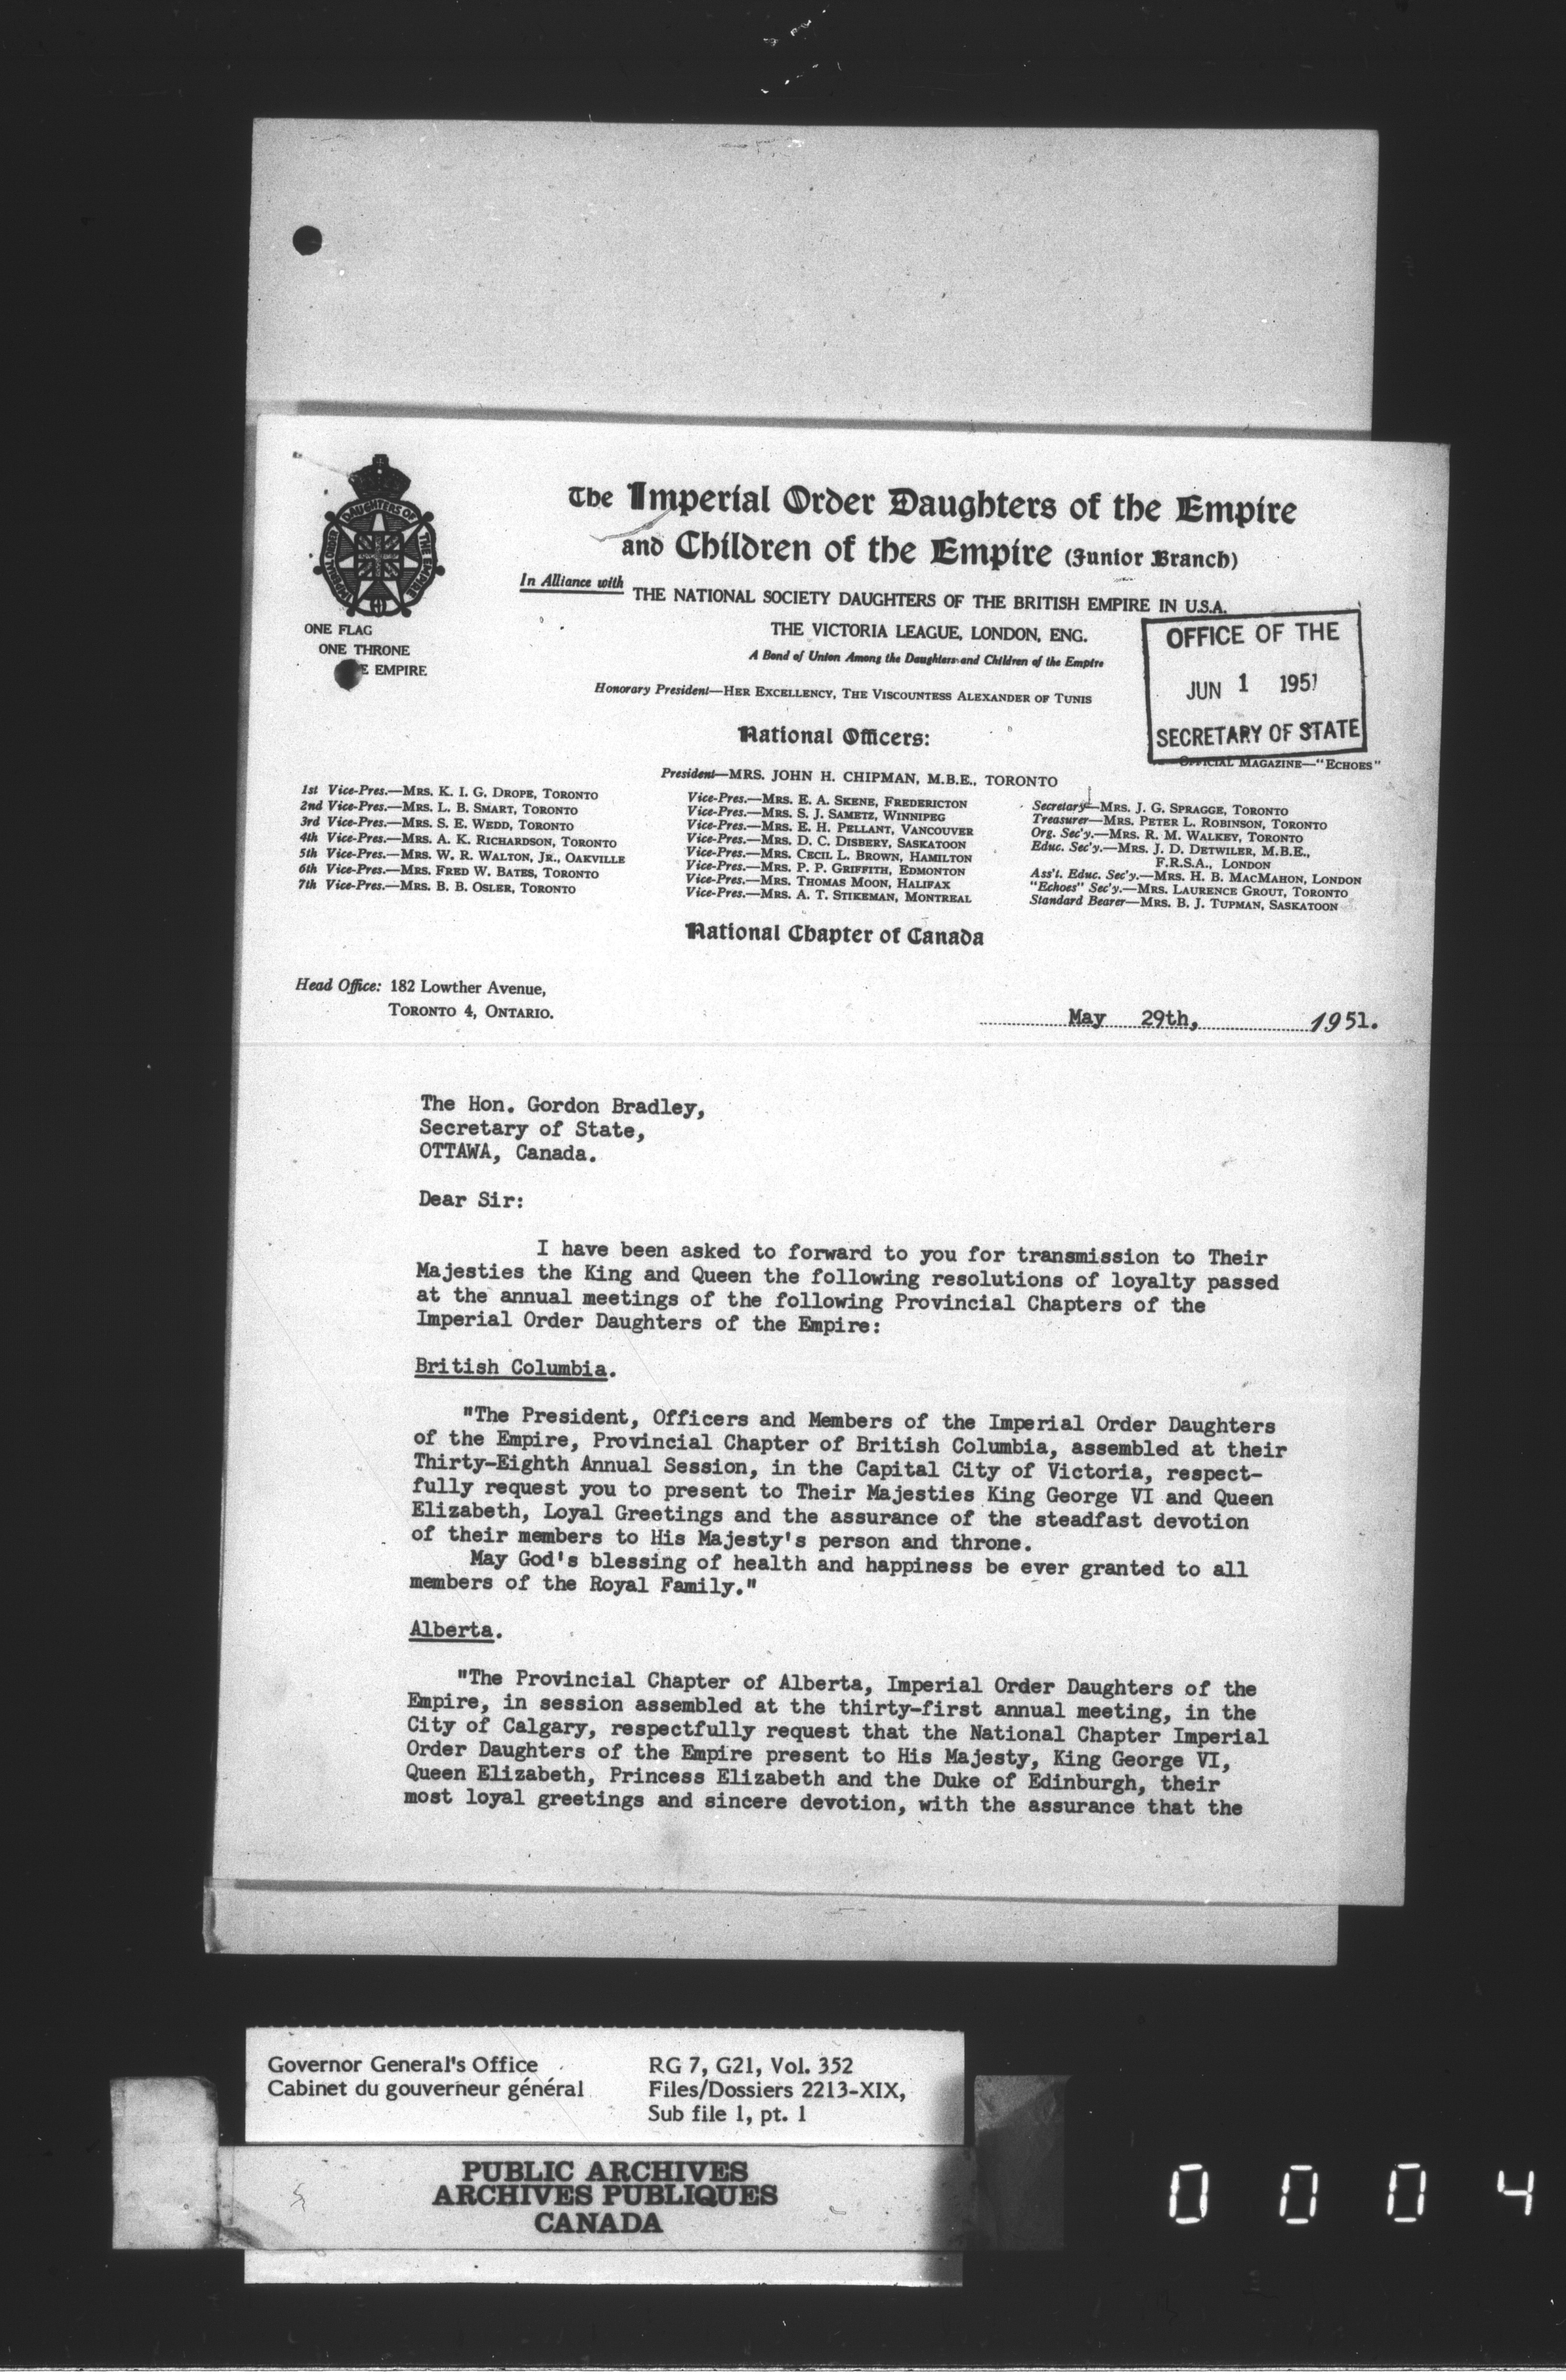 The Imperial Order Daughters of the Empire
and Children of the Empire (Junior Branch)
In Alliance with THE NATIONAL SOCIETY DAUGHTERS OF THE BRITISH EMPIRE IN U.S.A.
THE VICTORIA LEAGUE, LONDON, ENG.
A Bond of Union Among the Daughters and Children of the Empire
Honorary President—HER EXCELLENCY, THE VISCOUNTESS ALEXANDER OF TUNIS
IMPERIAL ORDER DAUGHTERS OF THE EMPIRE
ONE FLAG
ONE THRONE
E EMPIRE
OFFICE OF THE
JUN 1 1951
SECRETARY OF STATE
OFFICIAL MAGAZINE—"ECHOES"
National Officers:
President—MRS. JOHN H. CHIPMAN, M.B.E., TORONTO
1st Vice-Pres.—MRS. K. I. G. DROPE, TORONTO
2nd Vice-Pres.—MRS. L. B. SMART, TORONTO
3rd Vice-Pres.—MRS. S. E. WEDD, TORONTO
4th Vice-Pres.—MRS. A. K. RICHARDSON, TORONTO
5th Vice-Pres.—MRS. W. R. WALTON, JR., OAKVILLE
6th Vice-Pres.—MRS. FRED W. BATES, TORONTO
7th Vice-Pres.—MRS. B. B. OSLER, TORONTO
Vice-Pres.—MRS. E. A. SKENE, FREDERICTON
Vice-Pres.—MRS. S. J. SAMETZ, WINNIPEG
Vice-Pres.—MRS. E. H. PELLANT, VANCOUVER
Vice-Pres.—MRS. D. C. DISBERY, SASKATOON
Vice-Pres.—MRS. CECIL L. BROWN, HAMILTON
Vice-Pres.—MRS. P. P. GRIFFITH, EDMONTON
Vice-Pres.—MRS. THOMAS MOON, HALIFAX
Vice-Pres.—MRS. A. T. STIKEMAN, MONTREAL
Secretary—MRS. J. G. SPRAGGE, TORONTO
Treasurer—MRS. PETER L. ROBINSON, TORONTO
Org. Sec'y.—MRS. R. M. WALKEY, TORONTO
Educ. Sec'y.—MRS. J. D. DETWILER, M.B.E.,
F.R.S.A., LONDON
Ass't. Educ. Sec'y.—MRS. H. B. MACMAHON, LONDON
"Echoes" Sec'y.—MRS. LAURENCE GROUT, TORONTO
Standard Bearer—MRS. B. J. TUPMAN, SASKATOON
National Chapter of Canada
Head Office: 182 Lowther Avenue,
TORONTO 4, ONTARIO.
May 29th, 1951.
The Hon. Gordon Bradley,
Secretary of State,
OTTAWA, Canada.
Dear Sir:
I have been asked to forward to you for transmission to Their
Majesties the King and Queen the following resolutions of loyalty passed
at the annual meetings of the following Provincial Chapters of the
Imperial Order Daughters of the Empire:
British Columbia.
"The President, Officers and Members of the Imperial Order Daughters
of the Empire, Provincial Chapter of British Columbia, assembled at their
Thirty-Eighth Annual Session, in the Capital City of Victoria, respect-
fully request you to present to Their Majesties King George VI and Queen
Elizabeth, Loyal Greetings and the assurance of the steadfast devotion
of their members to His Majesty's person and throne.
May God's blessing of health and happiness be ever granted to all
members of the Royal Family."
Alberta.
"The Provincial Chapter of Alberta, Imperial Order Daughters of the
Empire, in session assembled at the thirty-first annual meeting, in the
City of Calgary, respectfully request that the National Chapter Imperial
Order Daughters of the Empire present to His Majesty, King George VI,
Queen Elizabeth, Princess Elizabeth and the Duke of Edinburgh, their
most loyal greetings and sincere devotion, with the assurance that the
Governor General's Office
Cabinet du gouverneur général
RG 7, G21, Vol. 352
Files/Dossiers 2213-XIX,
Sub file 1, pt. 1
PUBLIC ARCHIVES
ARCHIVES PUBLIQUES
CANADA
0 0 0 4